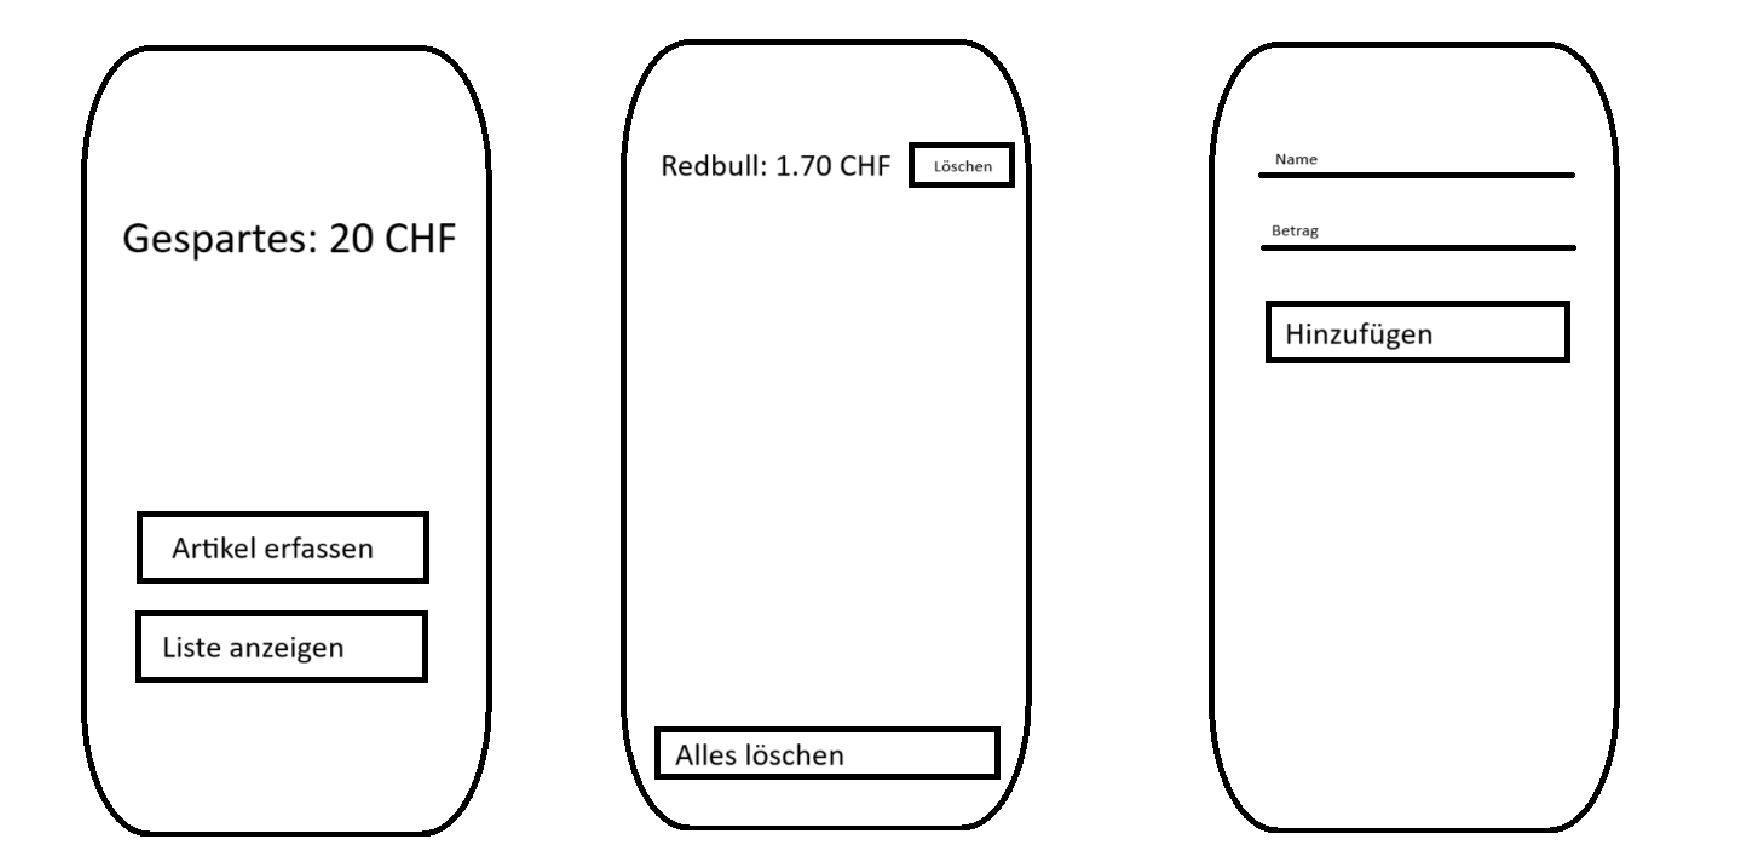 Gespartes: 20 CHF
Artikel erfassen
Liste anzeigen
Redbull: 1.70 CHF
Löschen
Alles löschen
Name
Betrag
Hinzufügen